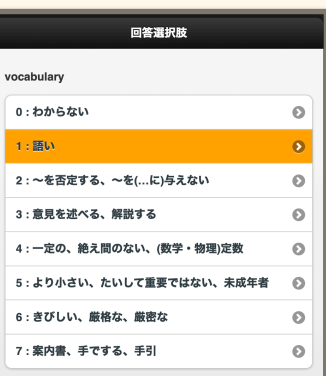 回答選択肢
vocabulary
0 : わからない
1 : 語い
2 : 〜を否定する、〜を(...に)与えない
3 : 意見を述べる、解説する
4 : 一定の、絶え間のない、(数学・物理)定数
5 : より小さい、たいして重要ではない、未成年者
6 : きびしい、厳格な、厳密な
7 : 案内書、手でする、手引